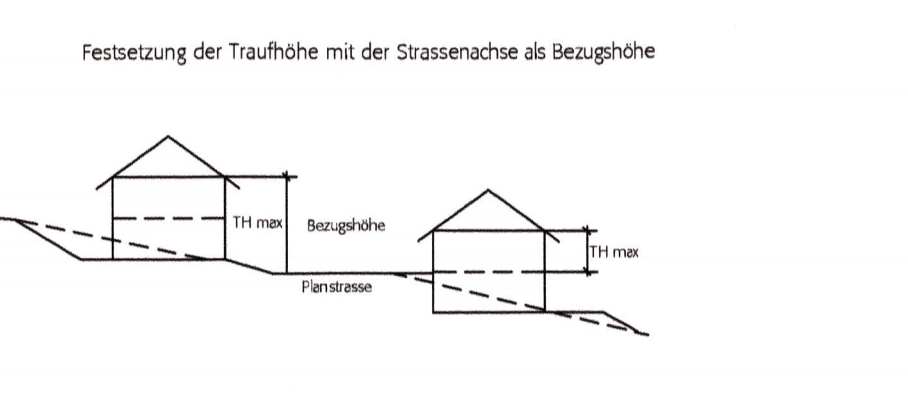 Festsetzung der Traufhöhe mit der Strassenachse als Bezugshöhe
TH max
Bezugshöhe
TH max
Planstrasse